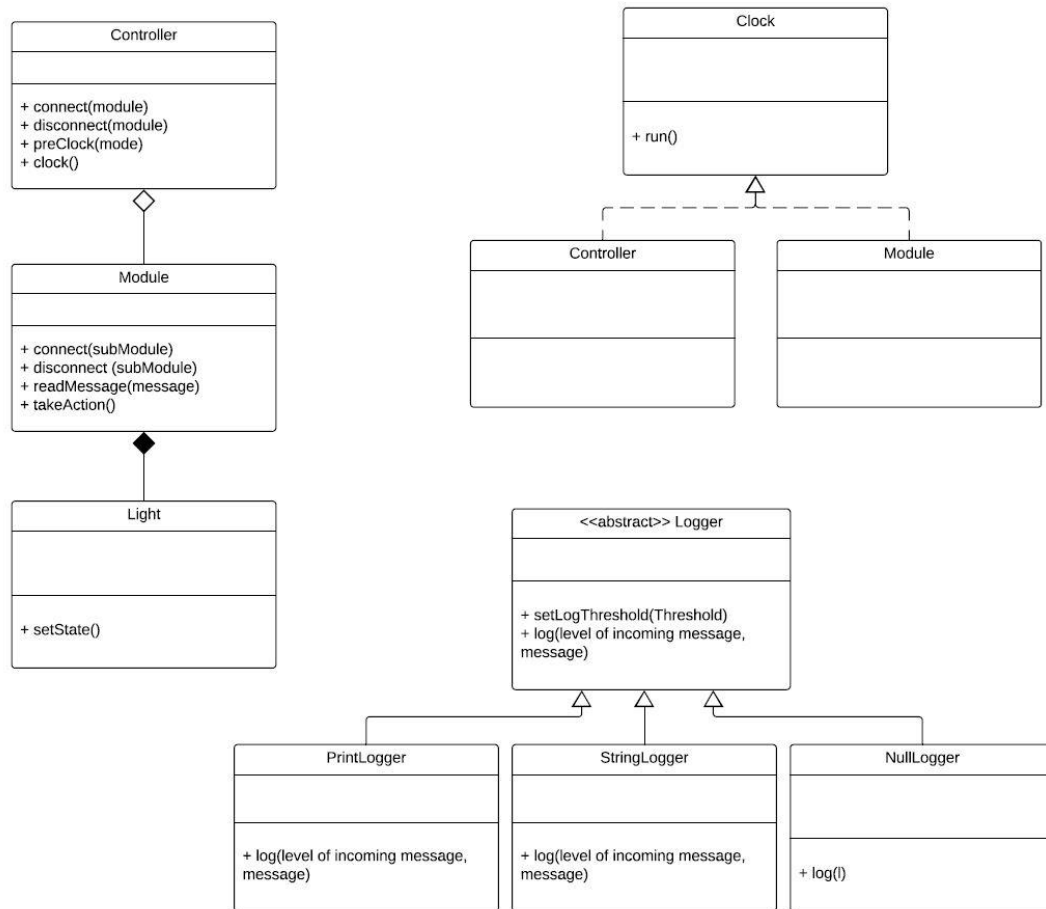 Controller
+ connect(module)
+ disconnect(module)
+ preClock(mode)
+ clock()
Module
+ connect(subModule)
+ disconnect (subModule)
+ readMessage(message)
+ takeAction()
Light
+ setState()
Clock
+ run()
Controller
Module
<<abstract>> Logger
+ setLogThreshold(Threshold)
+ log(level of incoming message,
message)
PrintLogger
+ log(level of incoming message,
message)
StringLogger
+ log(level of incoming message,
message)
NullLogger
+ log(l)